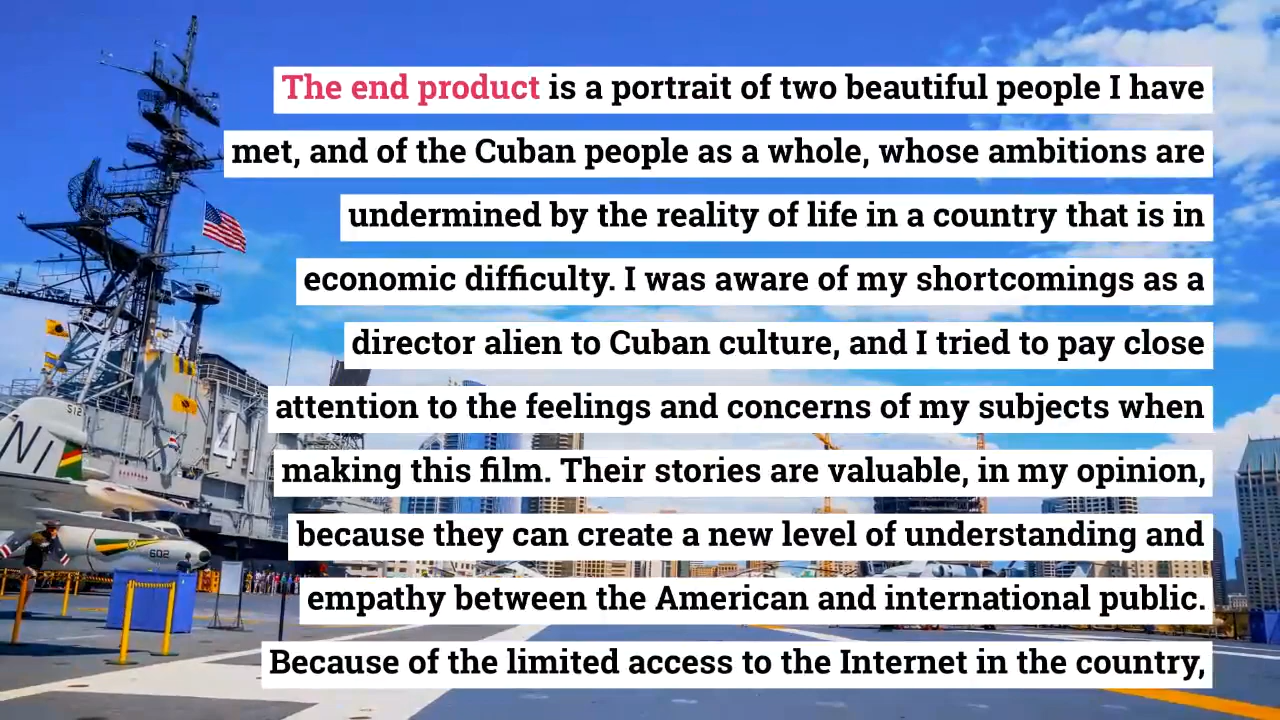 The end product is a portrait of two beautiful people I have
met, and of the Cuban people as a whole, whose ambitions are
undermined by the reality of life in a country that is in
economic difficulty. I was aware of my shortcomings as a
director alien to Cuban culture, and I tried to pay close
attention to the feelings and concerns of my subjects when
making this film. Their stories are valuable, in my opinion,
because they can create a new level of understanding and
empathy between the American and international public.
Because of the limited access to the Internet in the country,
4
S12
NI
602